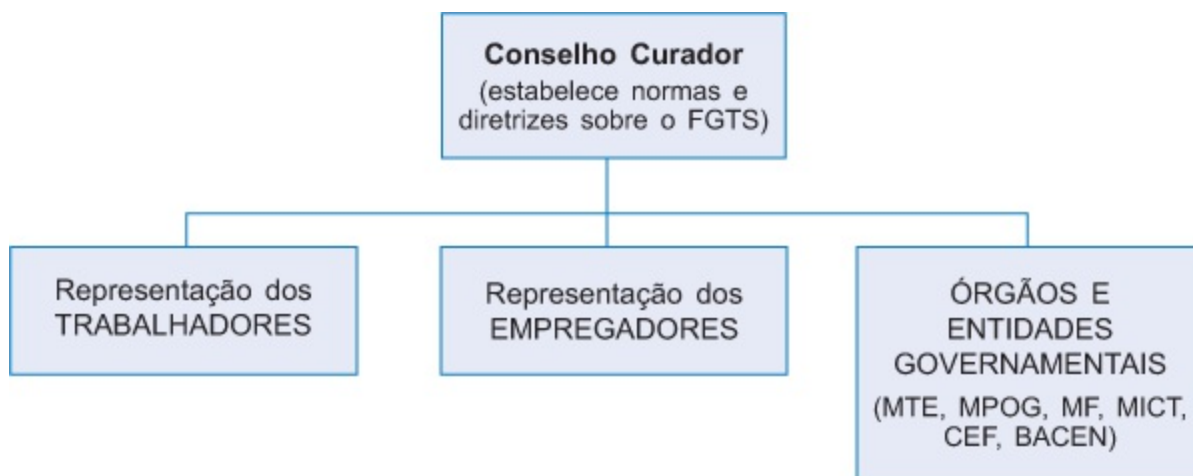 Conselho Curador
(estabelece normas e
diretrizes sobre o FGTS)
Representação dos
TRABALHADORES
Representação dos
EMPREGADORES
ÓRGÃOS E
ENTIDADES
GOVERNAMENTAIS
(MTE, MPOG, MF, MICT,
CEF, BACEN)